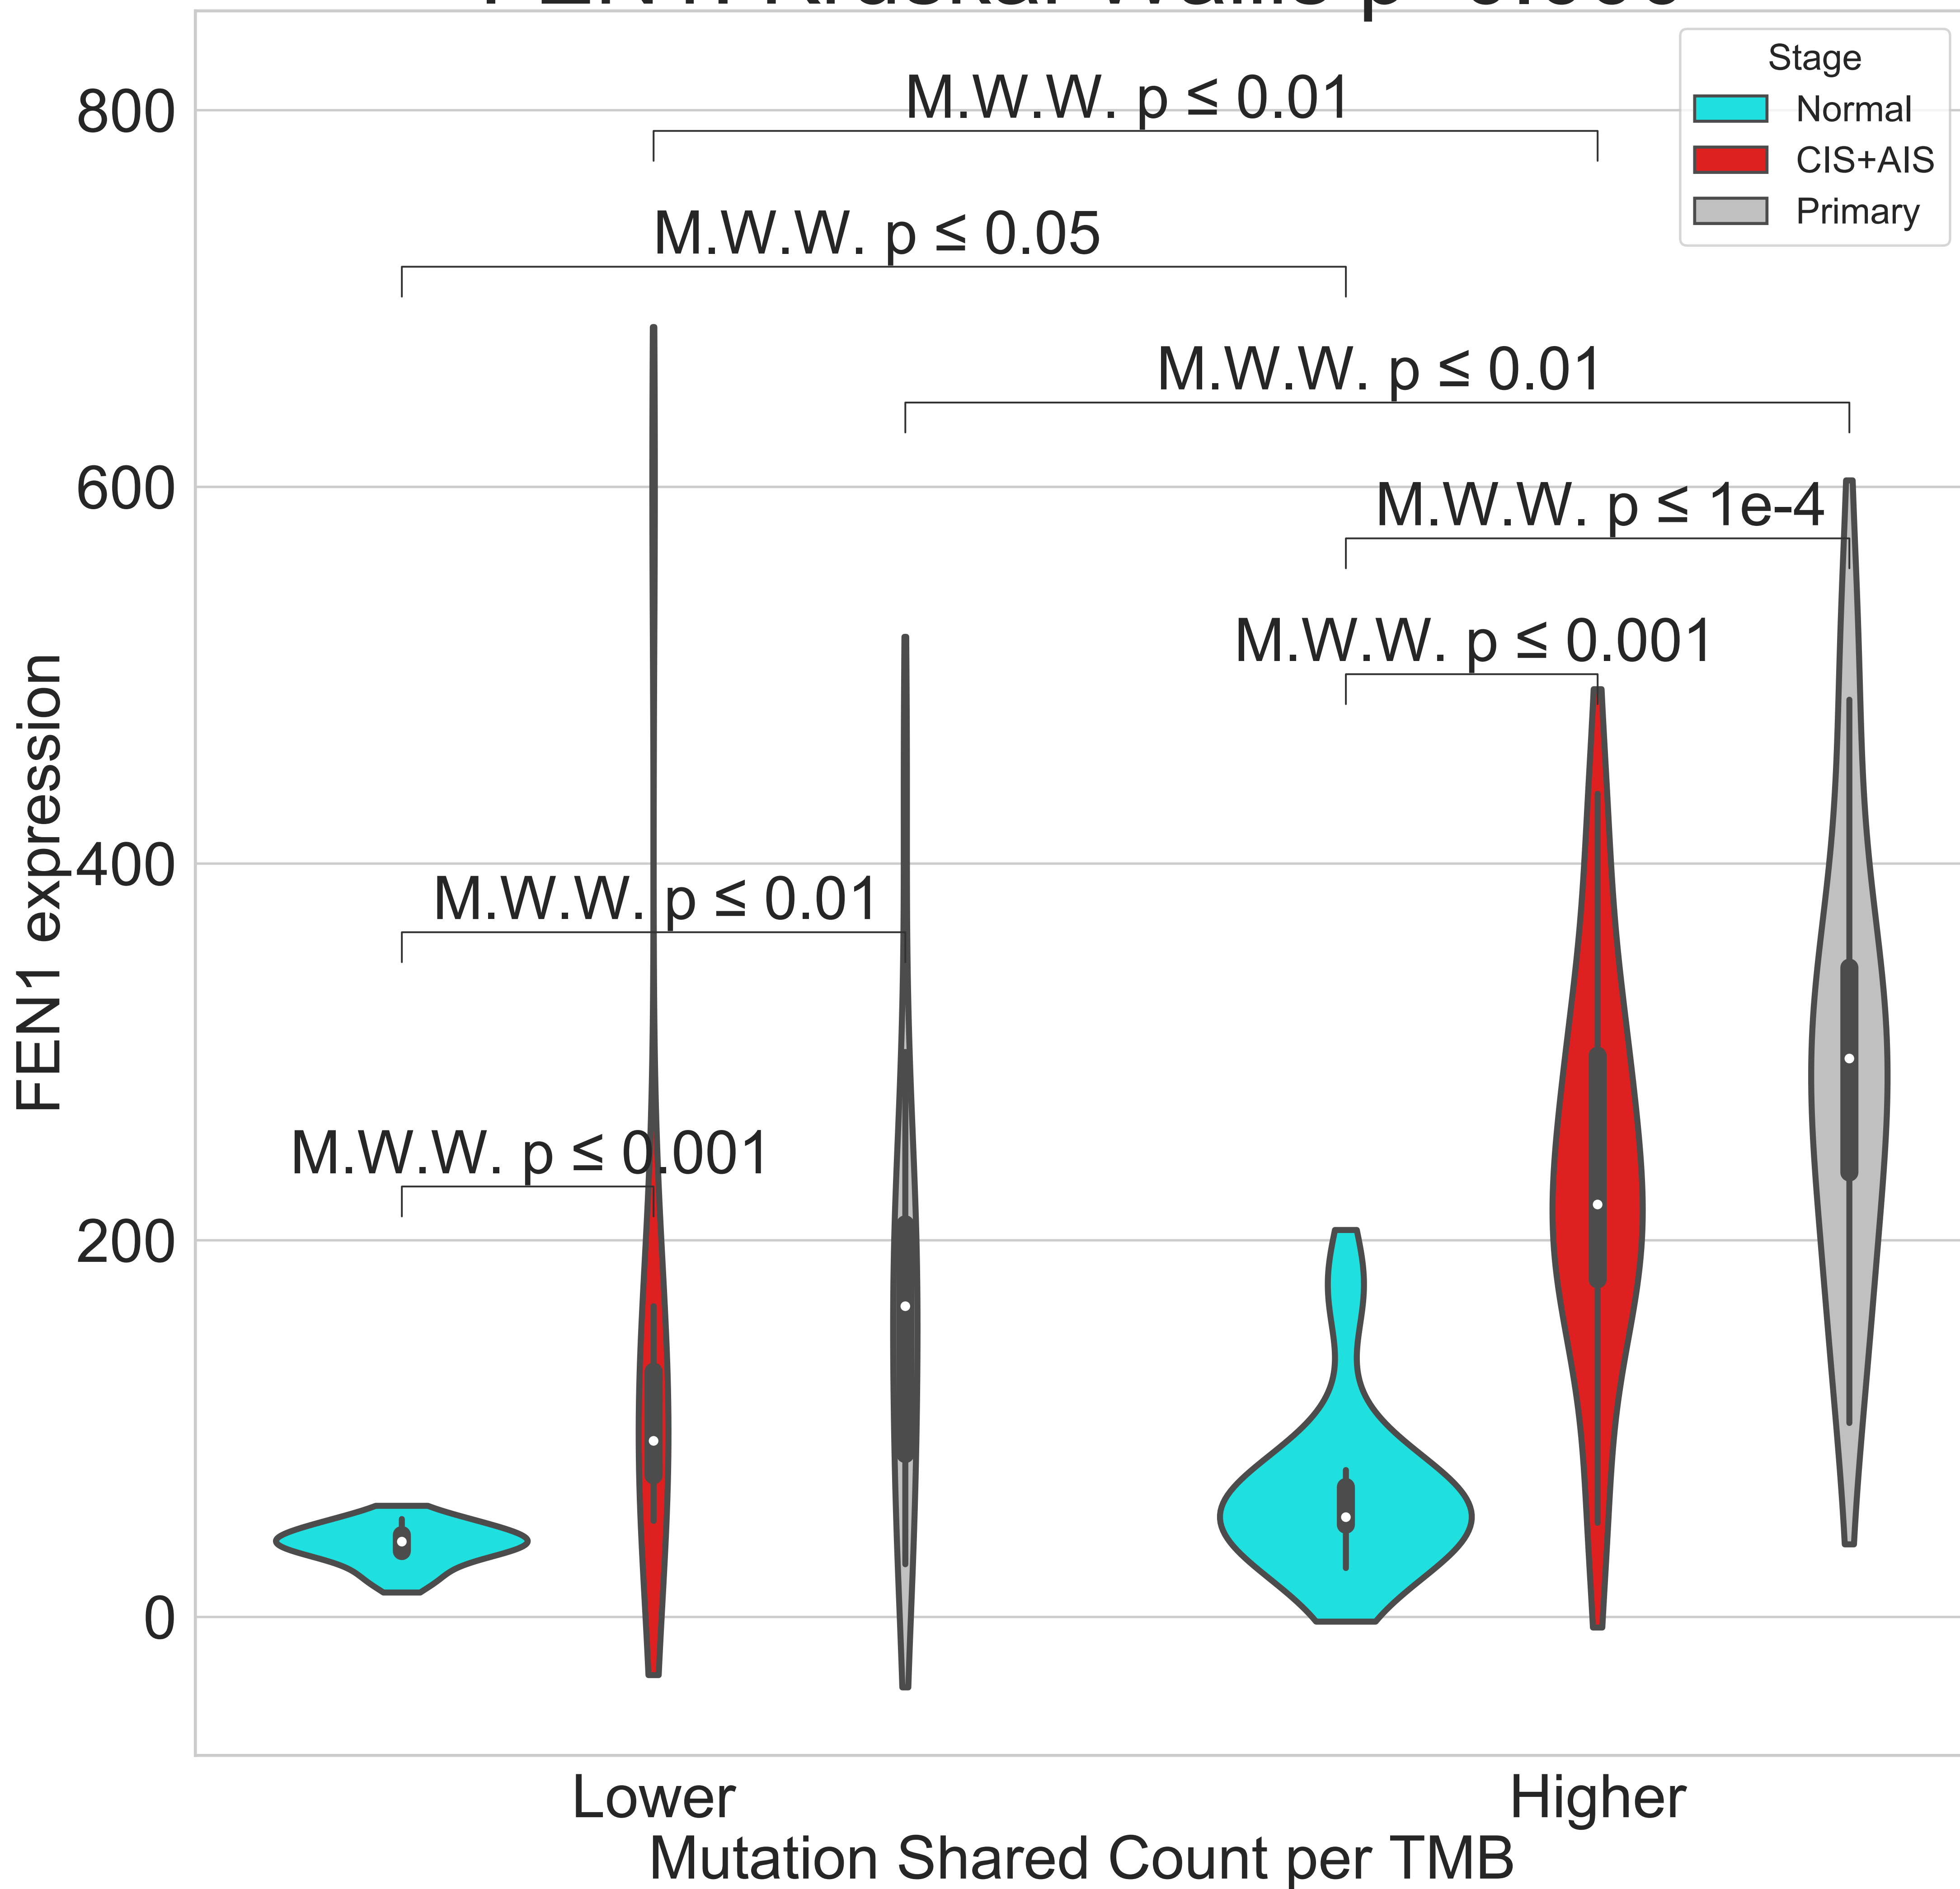 Stage
Normal
CIS+AIS
Primary
M.W.W. p ≤ 0.01
M.W.W. p ≤ 0.05
M.W.W. p ≤ 0.01
M.W.W. p ≤ 1e-4
M.W.W. p ≤ 0.001
M.W.W. p ≤ 0.01
M.W.W. p ≤ 0.001
800
600
400
200
0
FEN1 expression
Lower
Higher
Mutation Shared Count per TMB